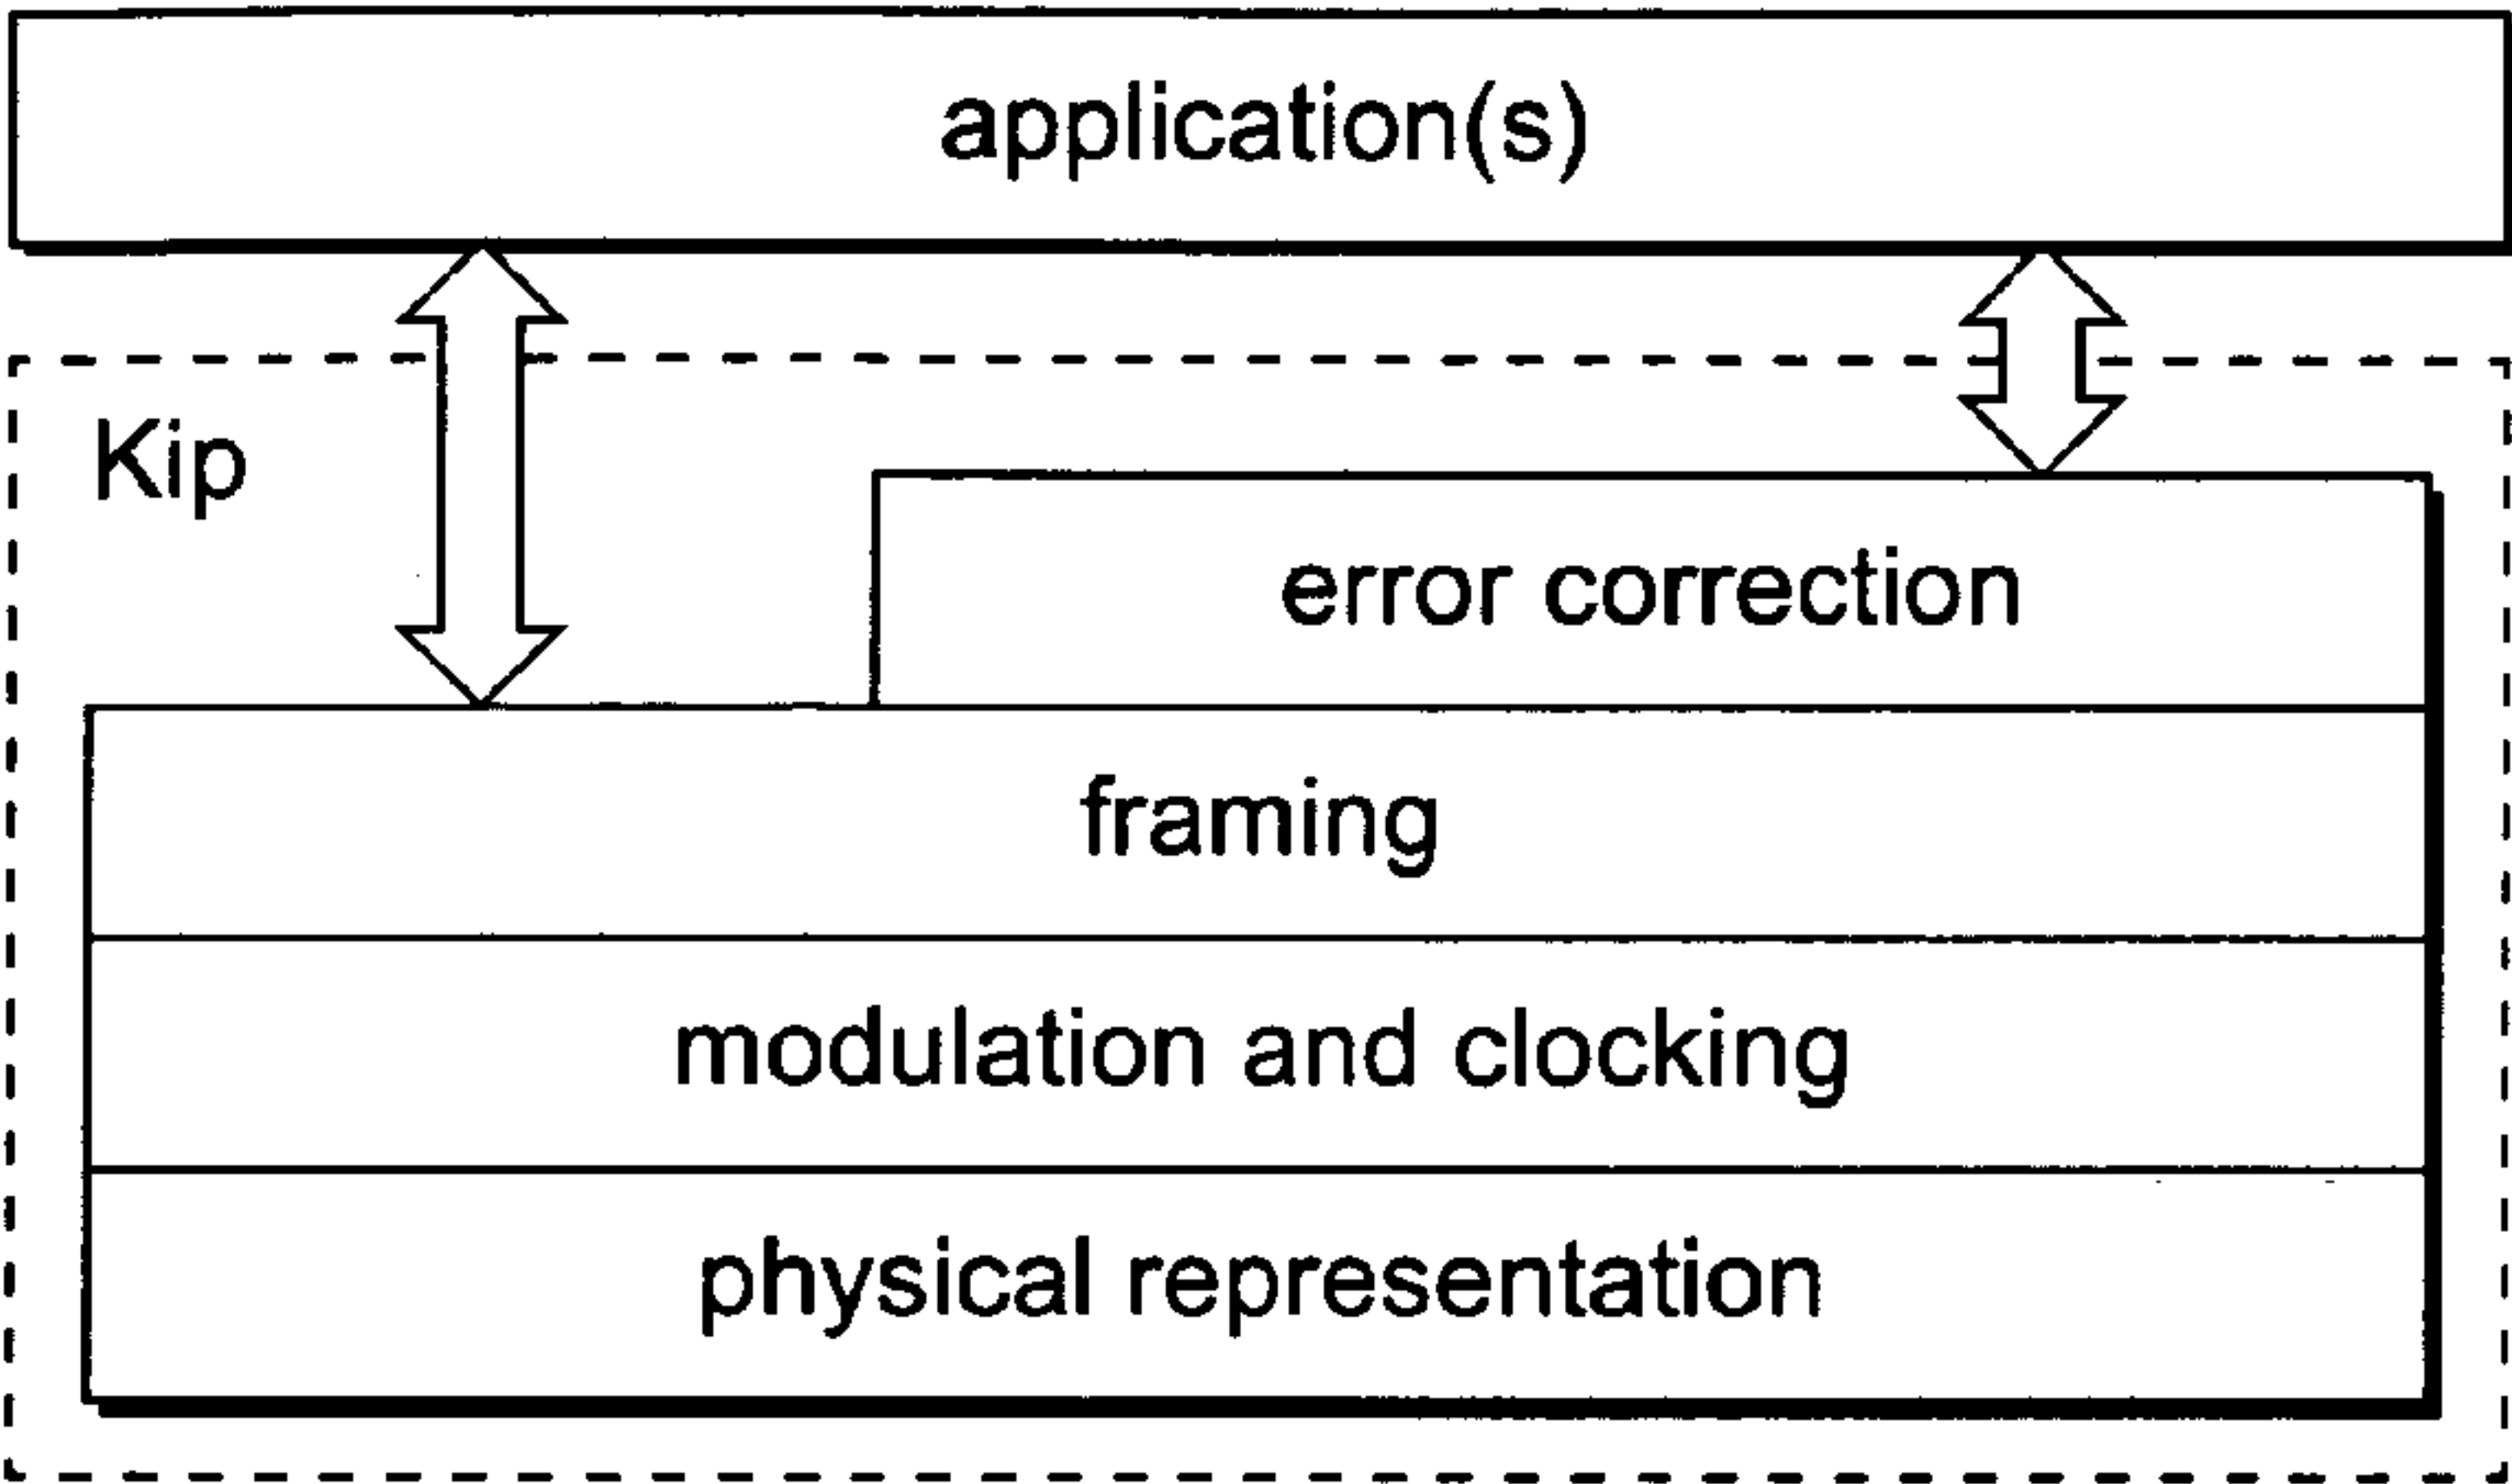 application(s)
Kip
error correction
framing
modulation and clocking
physical representation